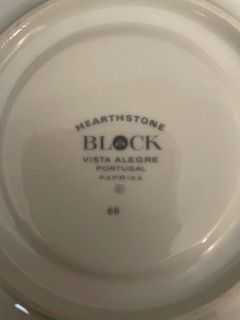 HEARTHSTONE
BLOCK
VISTA ALEGRE
PORTUGAL
PAPRIKA
©
66